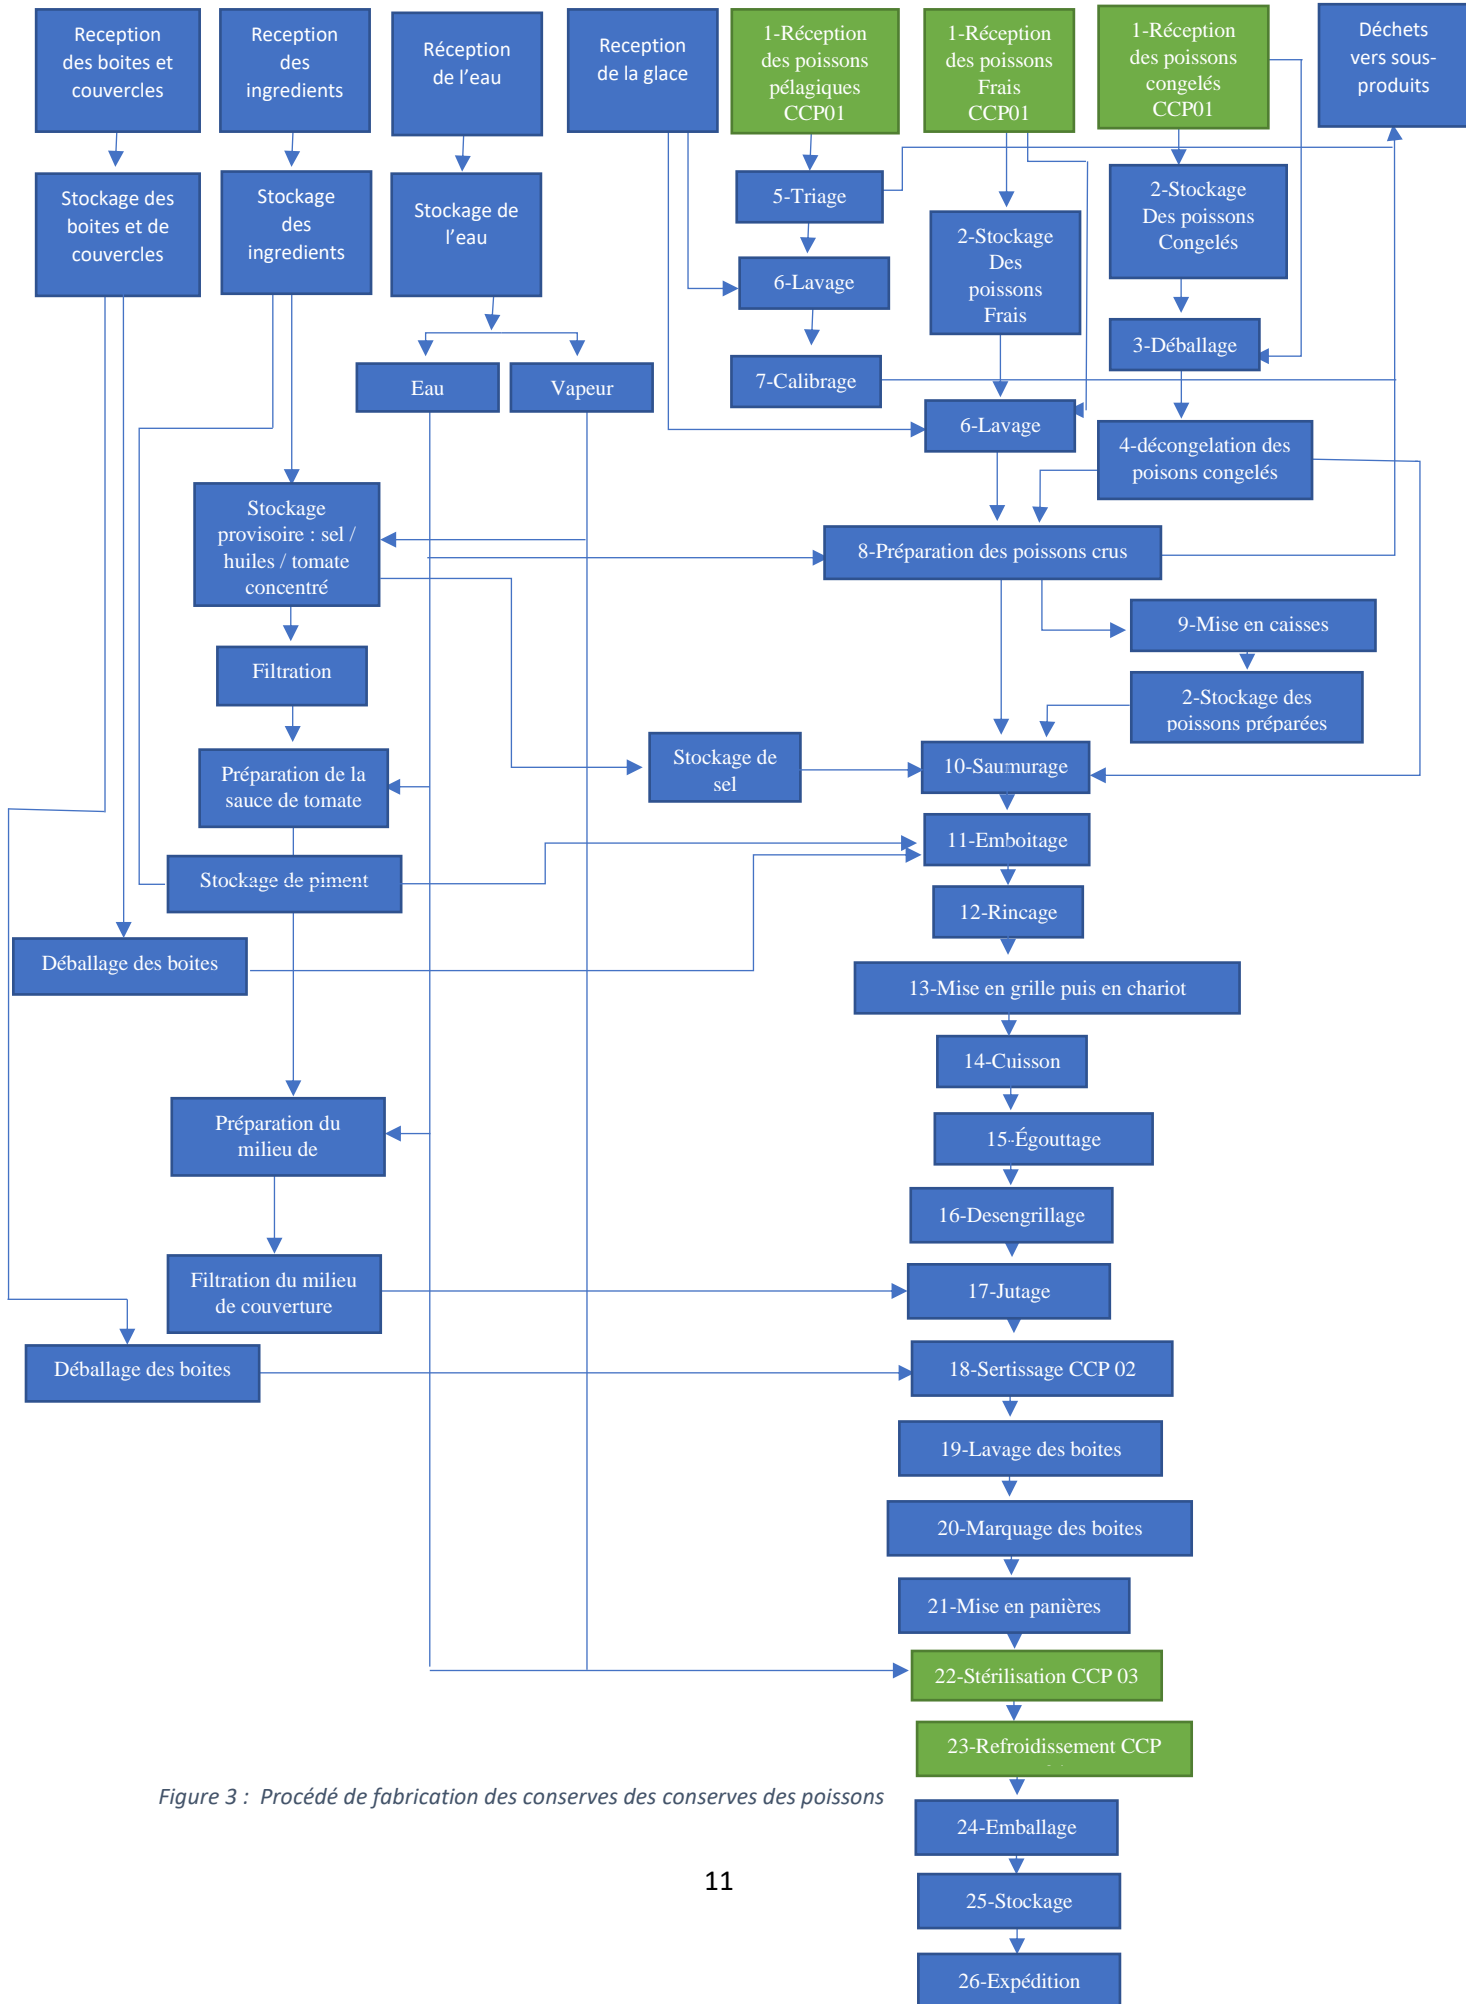 Reception
des boites et
couvercles
Reception
des
ingredients
Réception
de l'eau
Reception
de la glace
1-Réception
des poissons
pélagiques
CCP01
1-Réception
des poissons
Frais
CCP01
1-Réception
des poissons
congelés
CCP01
Déchets
vers sous-
produits
Stockage des
boites et de
couvercles
Stockage
des
ingredients
Stockage de
l'eau
5-Triage
2-Stockage
Des
poissons
Frais
2-Stockage
Des poissons
Congelés
6-Lavage
3-Déballage
Eau
Vapeur
7-Calibrage
6-Lavage
4-décongelation des
poisons congelés
Stockage
provisoire : sel /
huiles / tomate
concentré
8-Préparation des poissons crus
9-Mise en caisses
Filtration
2-Stockage des
poissons préparées
Préparation de la
sauce de tomate
Stockage de
sel
10-Saumurage
11-Emboitage
Stockage de piment
12-Rincage
Déballage des boites
13-Mise en grille puis en chariot
14-Cuisson
Préparation du
milieu de
15-Égouttage
16-Desengrillage
Filtration du milieu
de couverture
17-Jutage
Déballage des boites
18-Sertissage CCP 02
19-Lavage des boites
20-Marquage des boites
21-Mise en panières
22-Stérilisation CCP 03
23-Refroidissement CCP
Figure 3 : Procédé de fabrication des conserves des conserves des poissons
24-Emballage
11
25-Stockage
26-Expédition